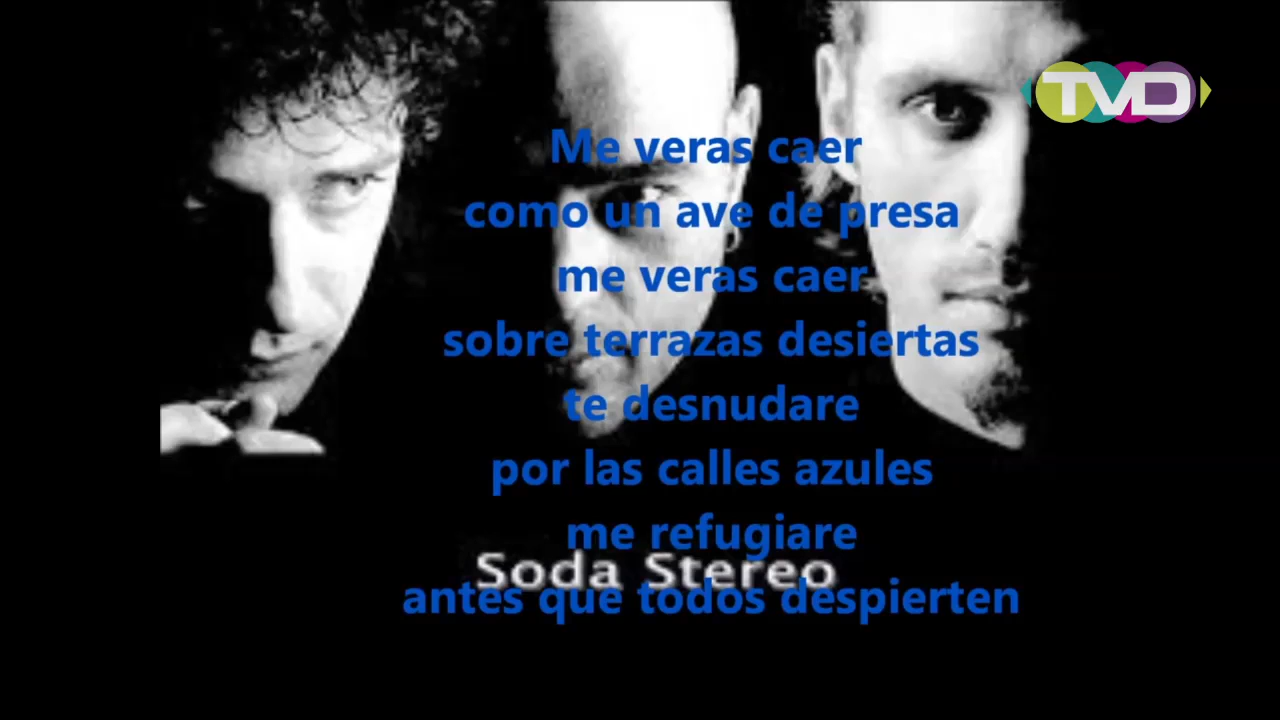 TVD
Me veras caer
como un ave de presa
me veras caer
sobre terrazas desiertas
te desnudare
por las calles azules
me refugiare
Soda Stereo
antes que todos despierten